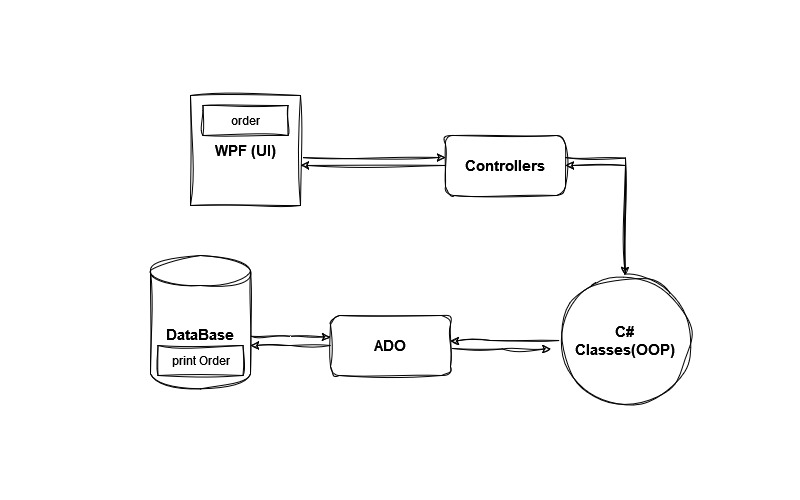 order
WPF (UI)
Controllers
DataBase
print Order
ADO
C#
Classes(OOP)